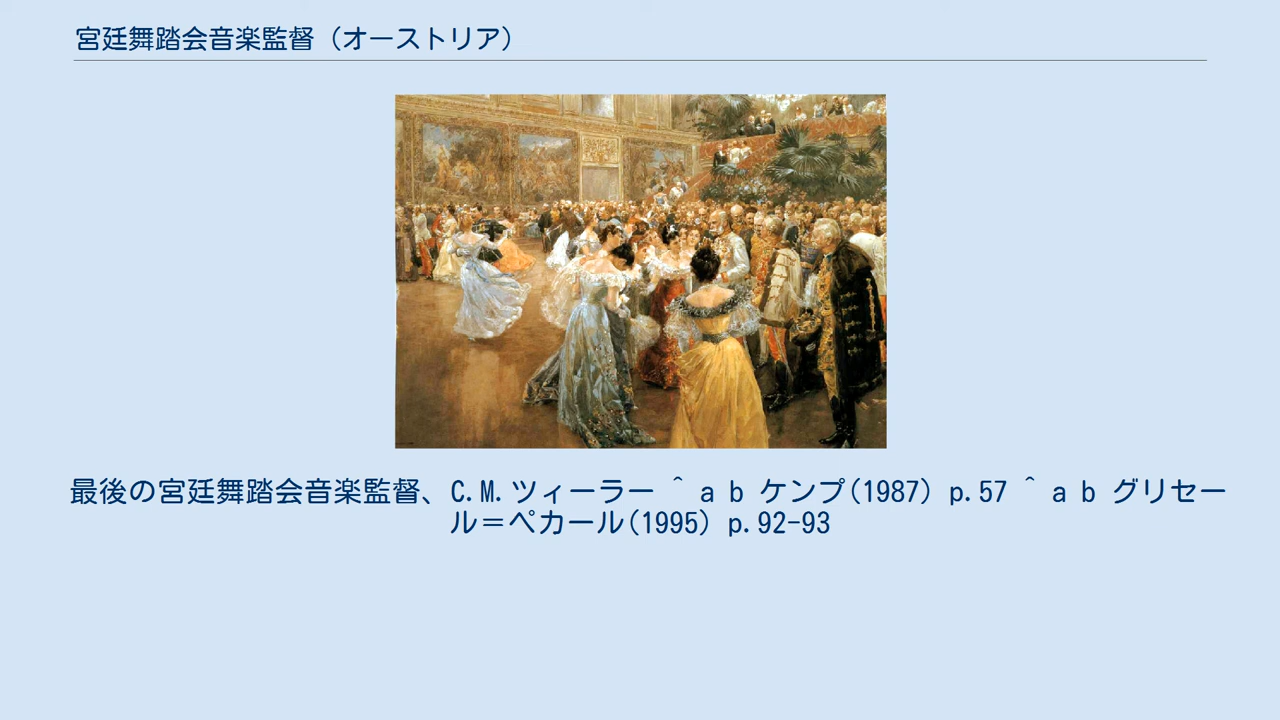 宮廷舞踏会音楽監督（オーストリア）
最後の宮廷舞踏会音楽監督、C.M.ツィーラー ^ a b ケンプ(1987) p.57 ^ a b グリセー
ル＝ペカール(1995) p.92-93